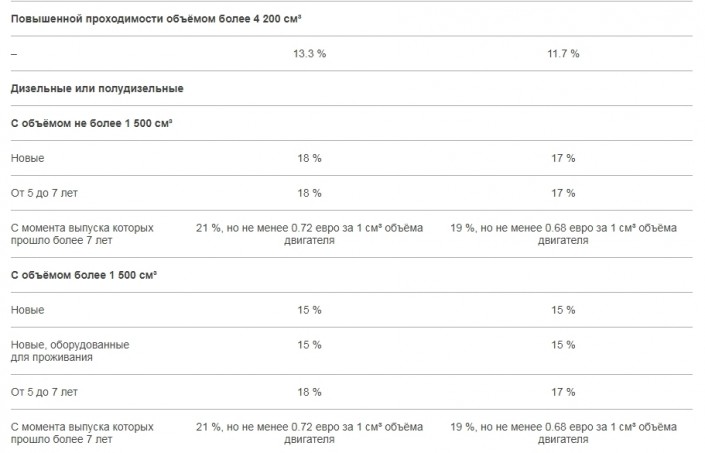 Повышенной проходимости объёмом более 4 200 см³
– 13.3 % 11.7 %
Дизельные или полудизельные
С объёмом не более 1 500 см³
Новые 18 % 17 %
От 5 до 7 лет 18 % 17 %
С момента выпуска которых 21 %, но не менее 0.72 евро за 1 см³ объёма 19 %, но не менее 0.68 евро за 1 см³ объёма
прошло более 7 лет двигателя двигателя
С объёмом более 1 500 см³
Новые 15 % 15 %
Новые, оборудованные
для проживания 15 % 15 %
От 5 до 7 лет 18 % 17 %
С момента выпуска которых 21 %, но не менее 0.72 евро за 1 см³ объёма 19 %, но не менее 0.68 евро за 1 см³ объёма
прошло более 7 лет двигателя двигателя